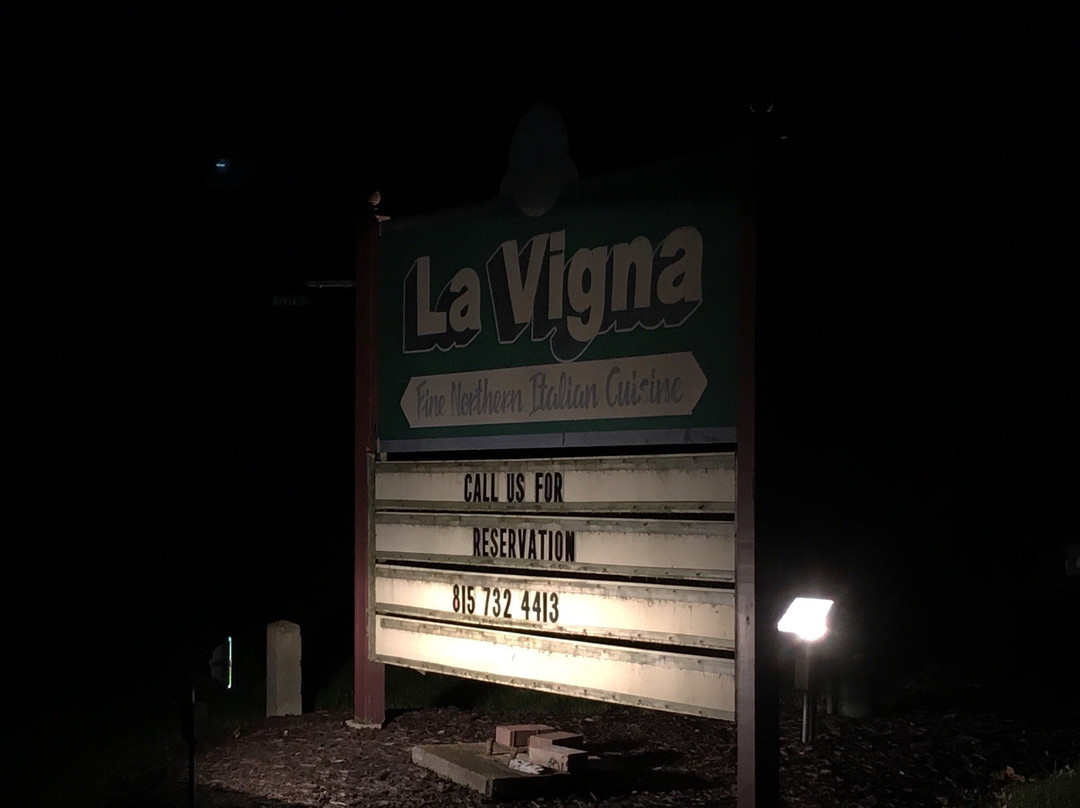 La Vigna
Fine Northern Italian Cuisine
CALL US FOR
RESERVATION
815 732 4413